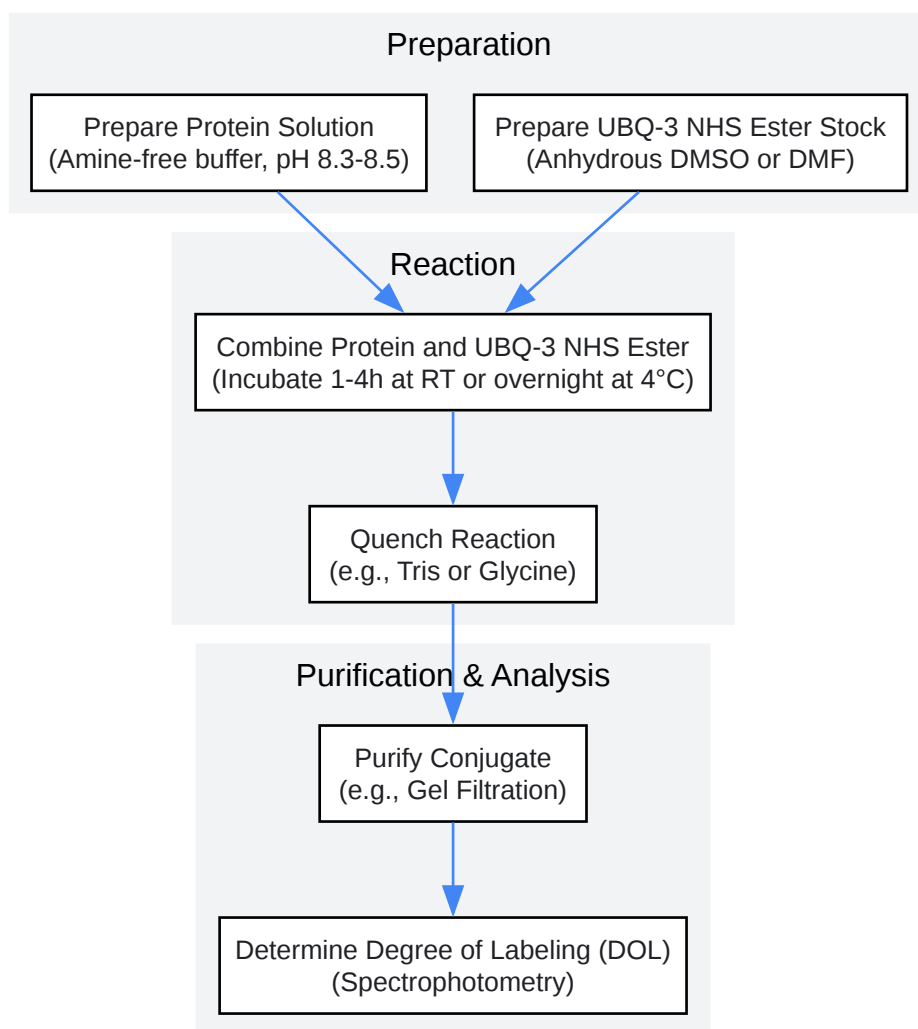 Preparation
Prepare Protein Solution
(Amine-free buffer, pH 8.3-8.5)
Prepare UBQ-3 NHS Ester Stock
(Anhydrous DMSO or DMF)
Reaction
Combine Protein and UBQ-3 NHS Ester
(Incubate 1-4h at RT or overnight at 4°C)
Quench Reaction
(e.g., Tris or Glycine)
Purification & Analysis
Purify Conjugate
(e.g., Gel Filtration)
Determine Degree of Labeling (DOL)
(Spectrophotometry)